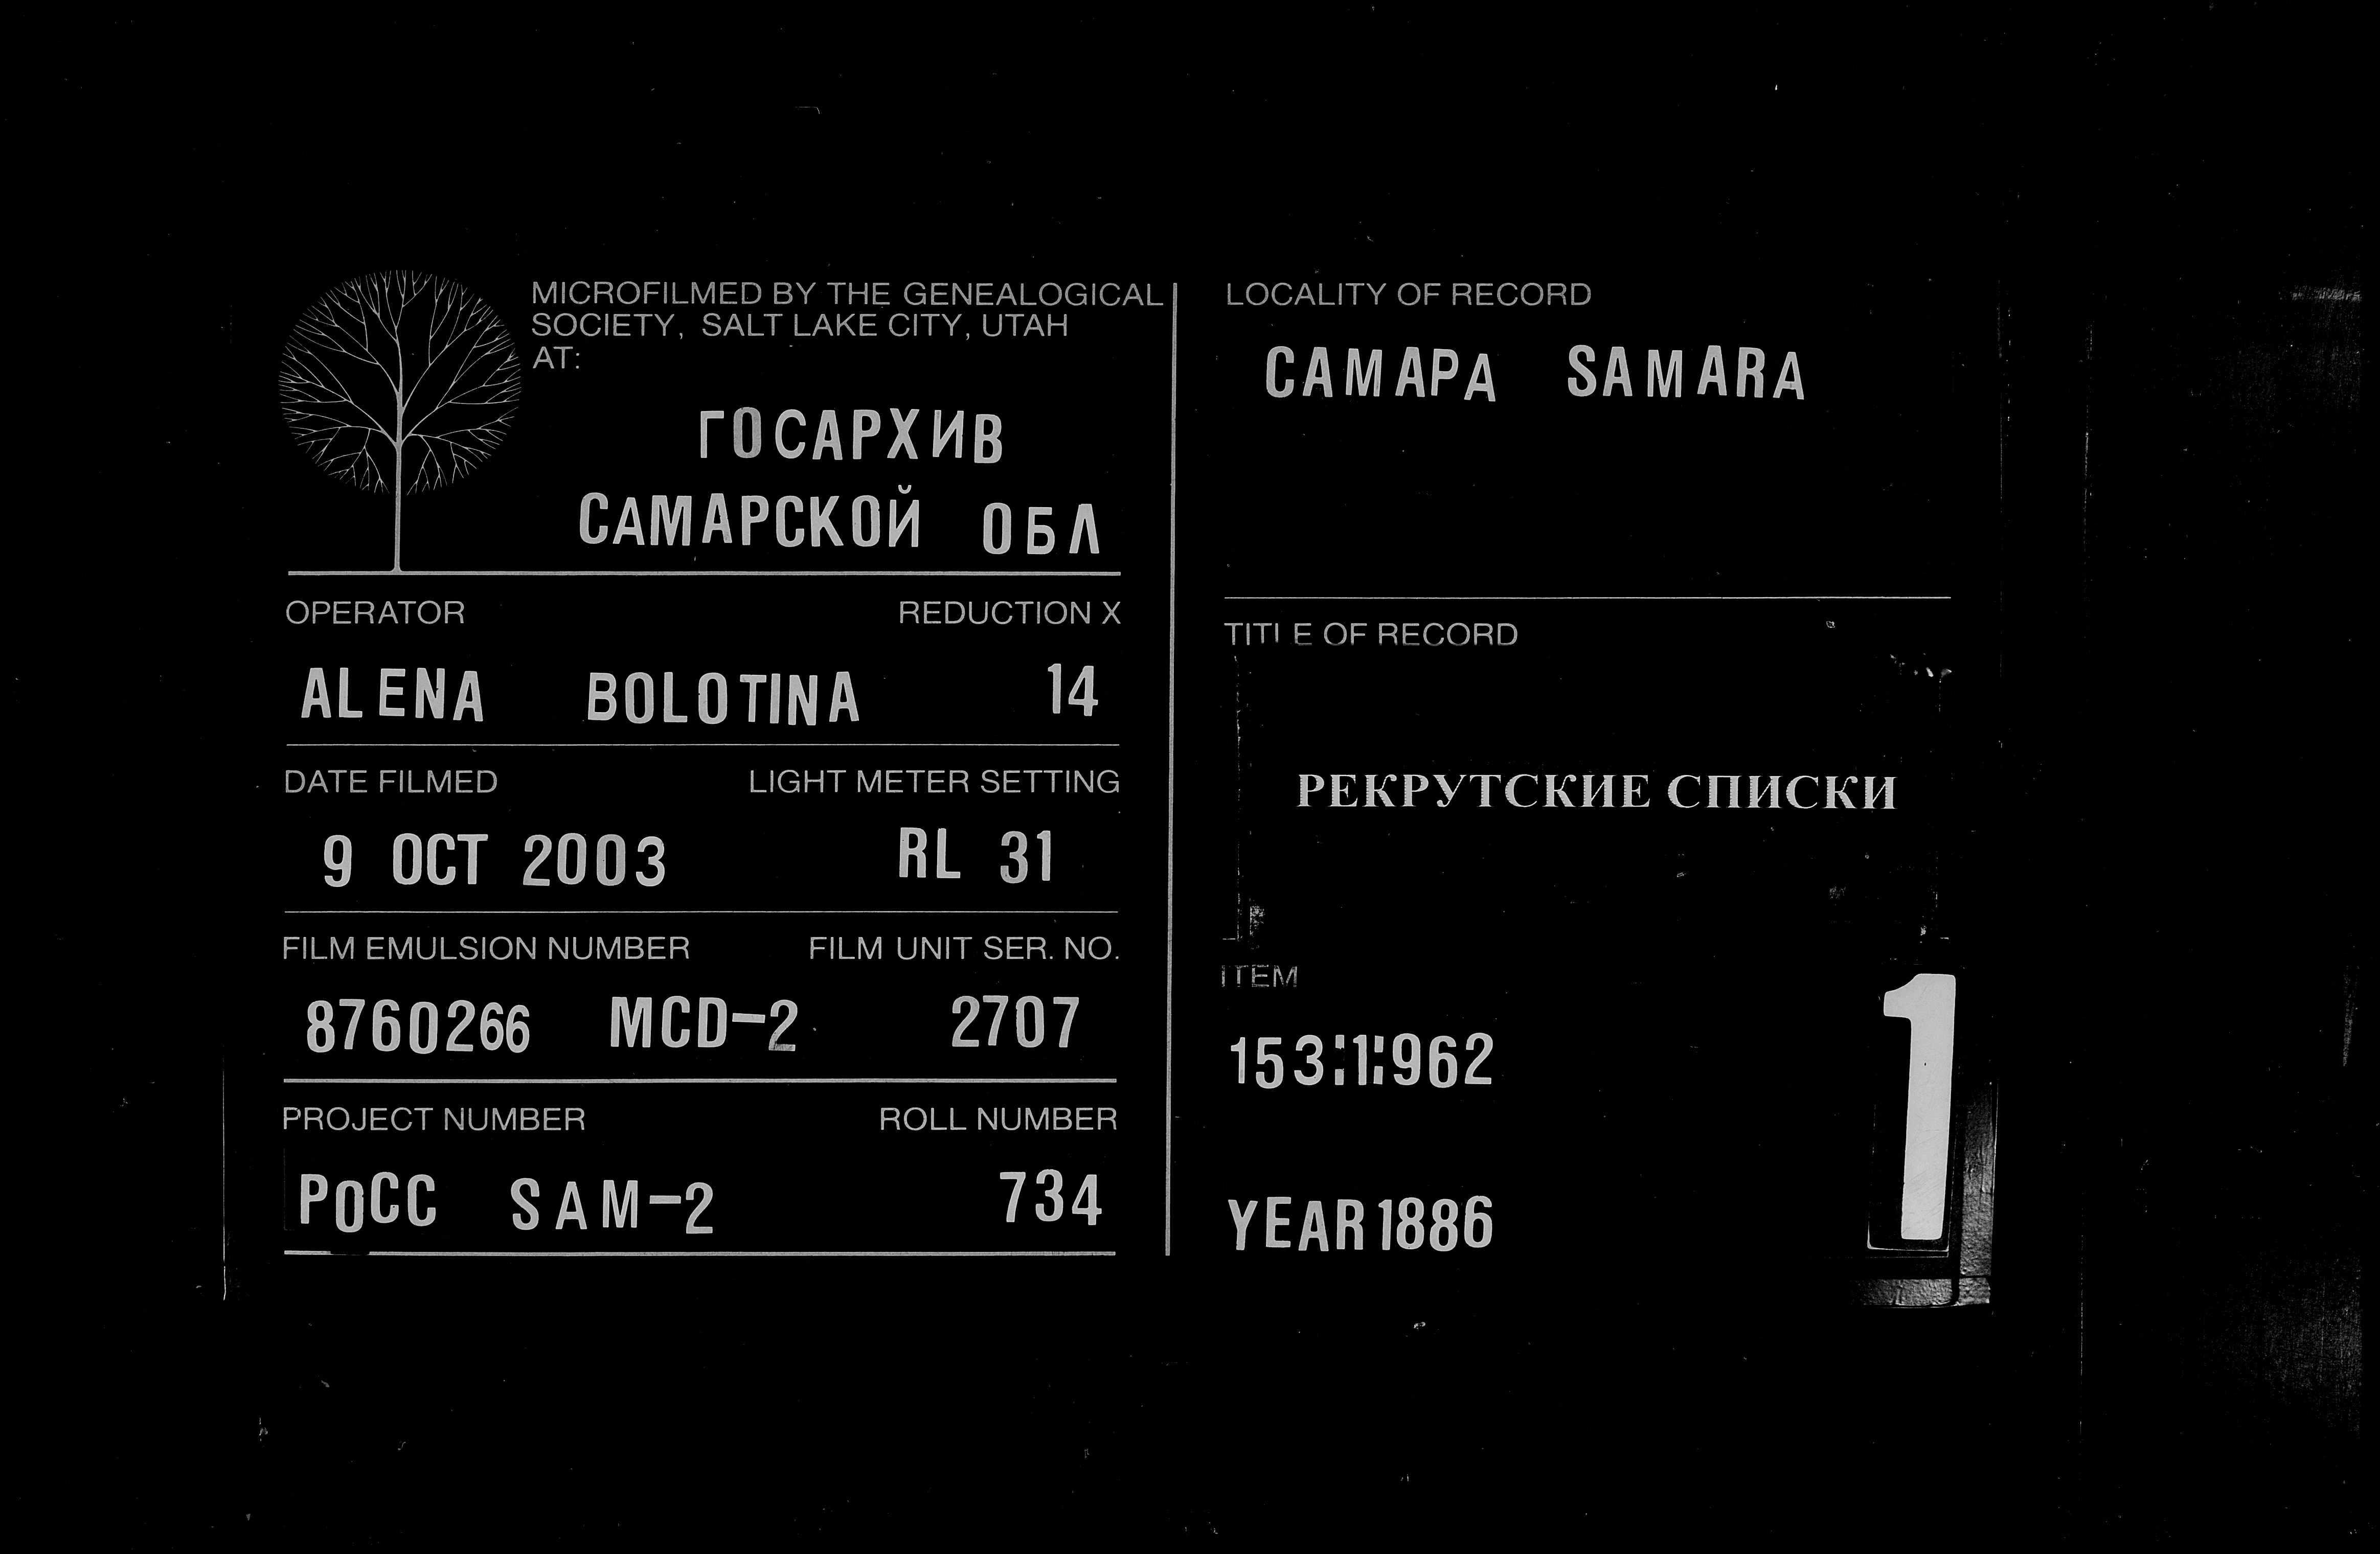 MICROFILMED BY THE GENEALOGICAL
SOCIETY, SALT LAKE CITY, UTAH
AT:
ГОСАРХИВ
САМАРСКОЙ ОБЛ
OPERATOR REDUCTION X
ALENA BOLOTINA 14
DATE FILMED LIGHT METER SETTING
9 OCT 2003 RL 31
FILM EMULSION NUMBER FILM UNIT SER. NO.
8760266 MCD-2 2707
PROJECT NUMBER ROLL NUMBER
РОСС SAM-2 734
LOCALITY OF RECORD
САМАРА SAMARA
TITLE OF RECORD
РЕКРУТСКИЕ СПИСКИ
ITEM
153:1:962
YEAR 1886
1